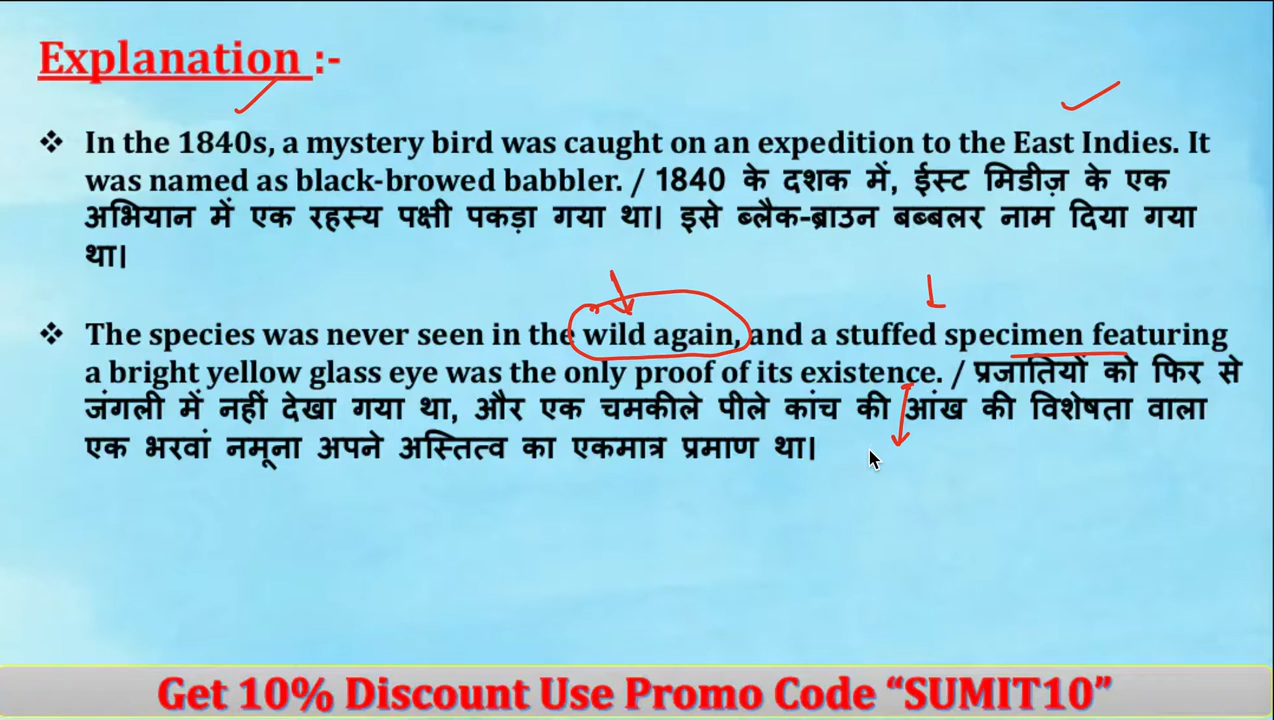 Explanation :-
❖ In the 1840s, a mystery bird was caught on an expedition to the East Indies. It
was named as black-browed babbler. / 1840 के दशक में, ईस्ट मिडीज़ के एक
अभियान में एक रहस्य पक्षी पकड़ा गया था। इसे ब्लैक-ब्राउन बब्बलर नाम दिया गया
था।
❖ The species was never seen in the wild again, and a stuffed specimen featuring
a bright yellow glass eye was the only proof of its existence. / प्रजातियों को फिर से
जंगली में नहीं देखा गया था, और एक चमकीले पीले कांच की आंख की विशेषता वाला
एक भरवां नमूना अपने अस्तित्व का एकमात्र प्रमाण था।
Get 10% Discount Use Promo Code “SUMIT10”